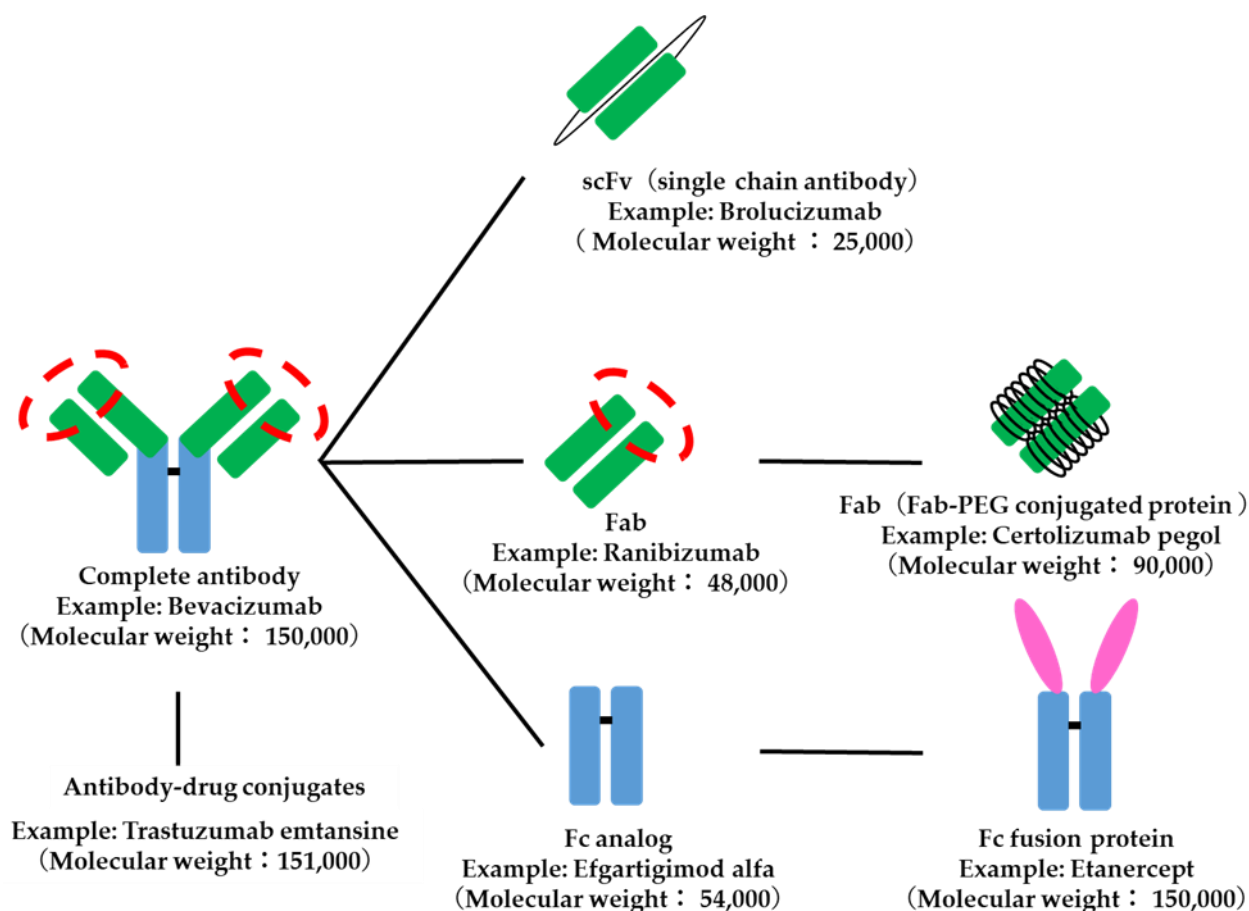 scFv（single chain antibody）
Example: Brolucizumab
（ Molecular weight ： 25,000）
Complete antibody
Example: Bevacizumab
（Molecular weight： 150,000）
Fab
Example: Ranibizumab
（Molecular weight： 48,000）
Fab（Fab-PEG conjugated protein ）
Example: Certolizumab pegol
（Molecular weight： 90,000）
Antibody-drug conjugates
Example: Trastuzumab emtansine
（Molecular weight：151,000）
Fc analog
Example: Efgartigimod alfa
（Molecular weight： 54,000）
Fc fusion protein
Example: Etanercept
（Molecular weight： 150,000）